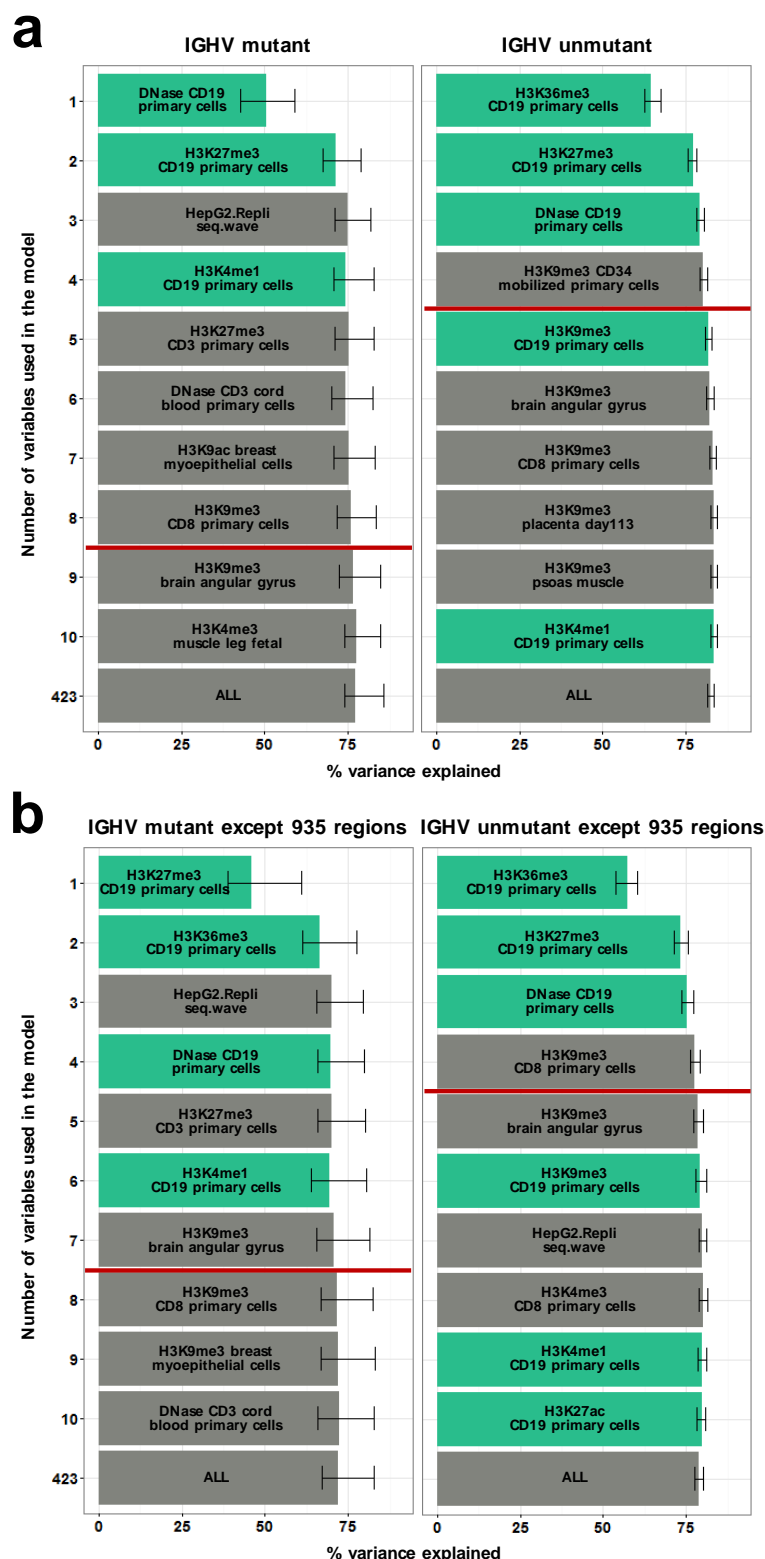 a
IGHV mutant
IGHV unmutant
Number of variables used in the model
1
DNase CD19
primary cells
2
H3K27me3
CD19 primary cells
3
HepG2.Repli
seq.wave
4
H3K4me1
CD19 primary cells
5
H3K27me3
CD3 primary cells
6
DNase CD3 cord
blood primary cells
7
H3K9ac breast
myoepithelial cells
8
H3K9me3
CD8 primary cells
9
H3K9me3
brain angular gyrus
10
H3K4me3
muscle leg fetal
423
ALL
0 25 50 75
H3K36me3
CD19 primary cells
H3K27me3
CD19 primary cells
DNase CD19
primary cells
H3K9me3 CD34
mobilized primary cells
H3K9me3
CD19 primary cells
H3K9me3
brain angular gyrus
H3K9me3
CD8 primary cells
H3K9me3
placenta day113
H3K9me3
psoas muscle
H3K4me1
CD19 primary cells
ALL
0 25 50 75
% variance explained
b
IGHV mutant except 935 regions
IGHV unmutant except 935 regions
Number of variables used in the model
1
H3K27me3
CD19 primary cells
2
H3K36me3
CD19 primary cells
3
HepG2.Repli
seq.wave
4
DNase CD19
primary cells
5
H3K27me3
CD3 primary cells
6
H3K4me1
CD19 primary cells
7
H3K9me3
brain angular gyrus
8
H3K9me3
CD8 primary cells
9
H3K9me3 breast
myoepithelial cells
10
DNase CD3 cord
blood primary cells
423
ALL
0 25 50 75
H3K36me3
CD19 primary cells
H3K27me3
CD19 primary cells
DNase CD19
primary cells
H3K9me3
CD8 primary cells
H3K9me3
brain angular gyrus
H3K9me3
CD19 primary cells
HepG2.Repli
seq.wave
H3K4me3
CD8 primary cells
H3K4me1
CD19 primary cells
H3K27ac
CD19 primary cells
ALL
0 25 50 75
% variance explained